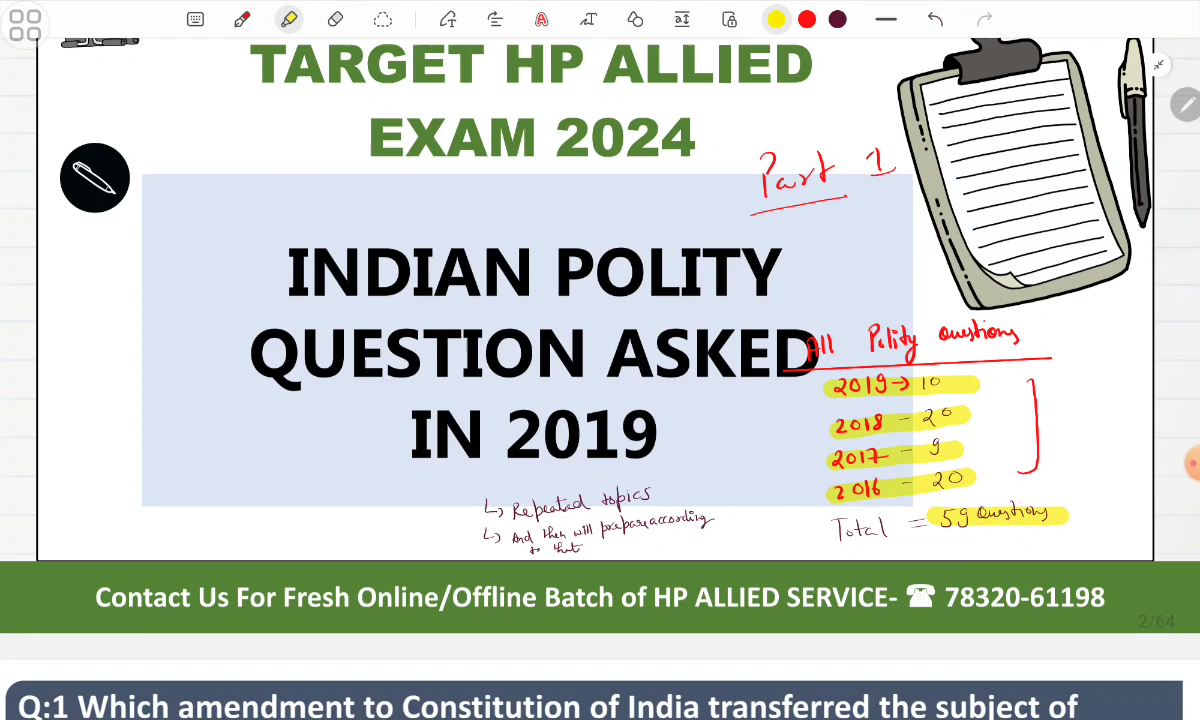 TARGET HP ALLIED
EXAM 2024
Part 1
INDIAN POLITY
QUESTION ASKED
IN 2019
All Polity questions
2019 → 10
2018 - 20
2017 - 9
2016 - 20
Total = 59 Questions
↳ Repeated topics
↳ And then will prepare according
to that
Contact Us For Fresh Online/Offline Batch of HP ALLIED SERVICE- ☎ 78320-61198
2/64
Q:1 Which amendment to Constitution of India transferred the subject of